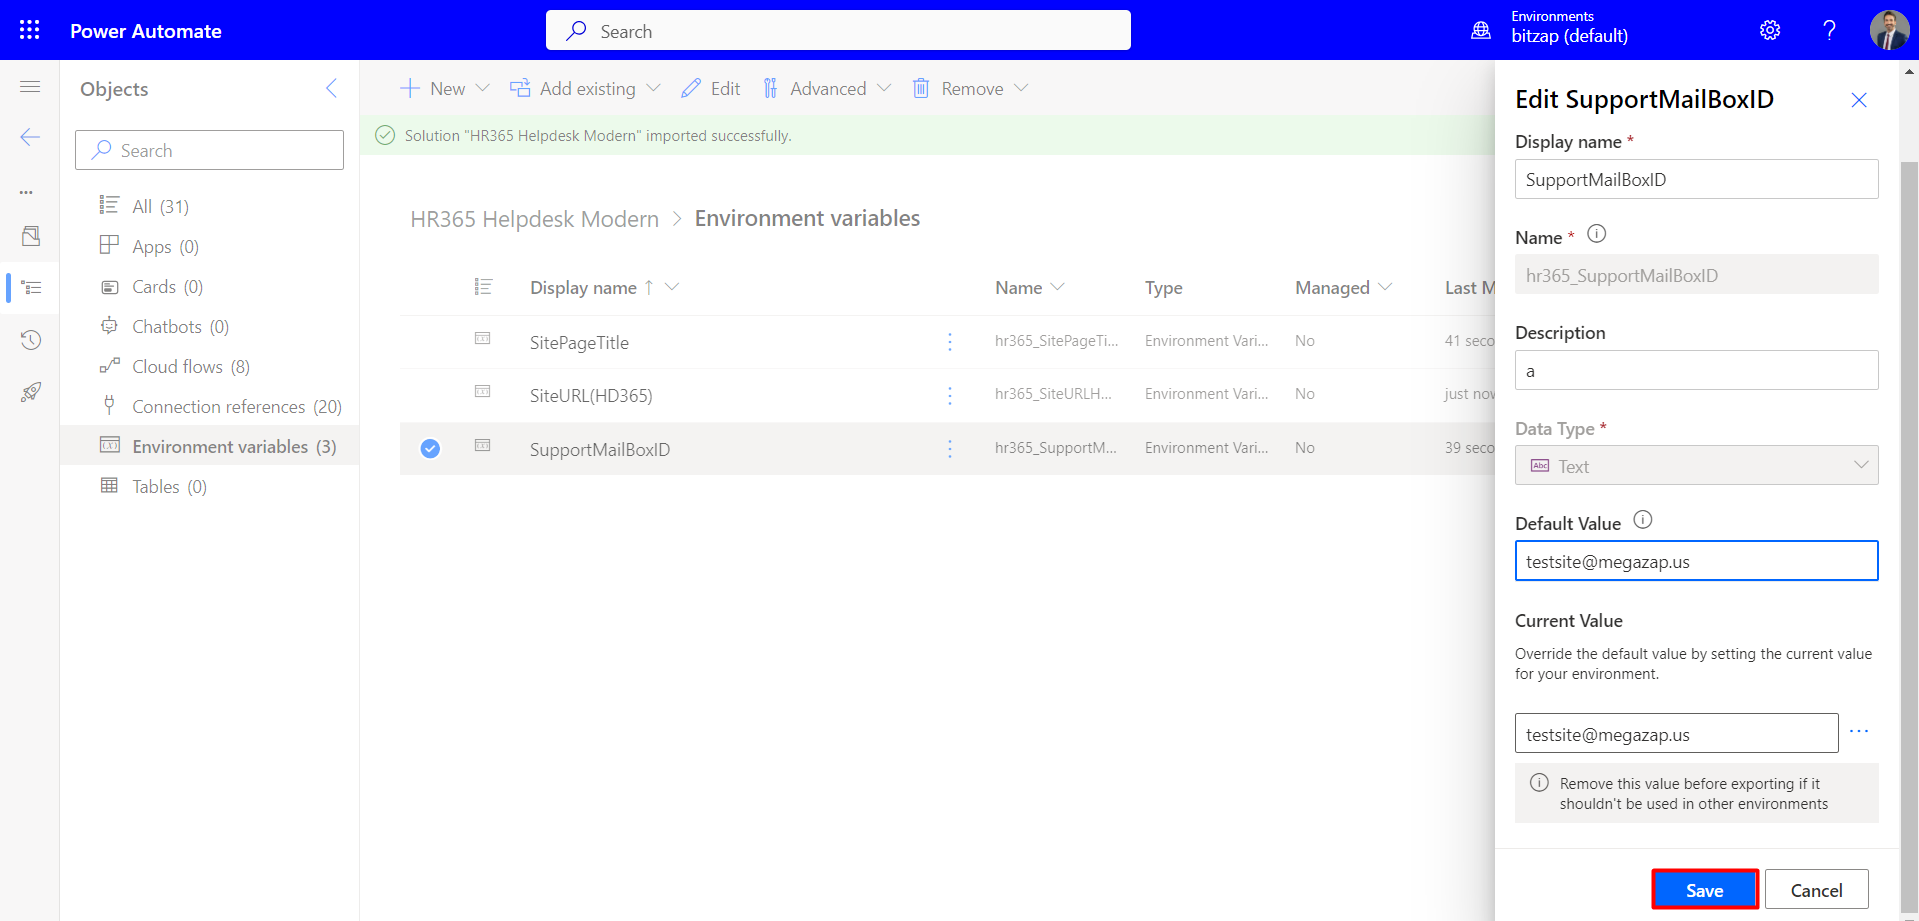 Power Automate
Search
Environments
bitzap (default)
?
Objects
Search
All (31)
Apps (0)
Cards (0)
Chatbots (0)
Cloud flows (8)
Connection references (20)
Environment variables (3)
Tables (0)
New
Add existing
Edit
Advanced
Remove
Solution "HR365 Helpdesk Modern" imported successfully.
HR365 Helpdesk Modern > Environment variables
Display name ↑ Name Type Managed Last M
SitePageTitle hr365_SitePageTi... Environment Vari... No 41 seco
SiteURL(HD365) hr365_SiteURLH... Environment Vari... No just now
SupportMailBoxID hr365_SupportM... Environment Vari... No 39 seco
Edit SupportMailBoxID
Display name *
SupportMailBoxID
Name *
hr365_SupportMailBoxID
Description
a
Data Type *
Abc Text
Default Value
testsite@megazap.us
Current Value
Override the default value by setting the current value
for your environment.
testsite@megazap.us
Remove this value before exporting if it
shouldn't be used in other environments
Save
Cancel